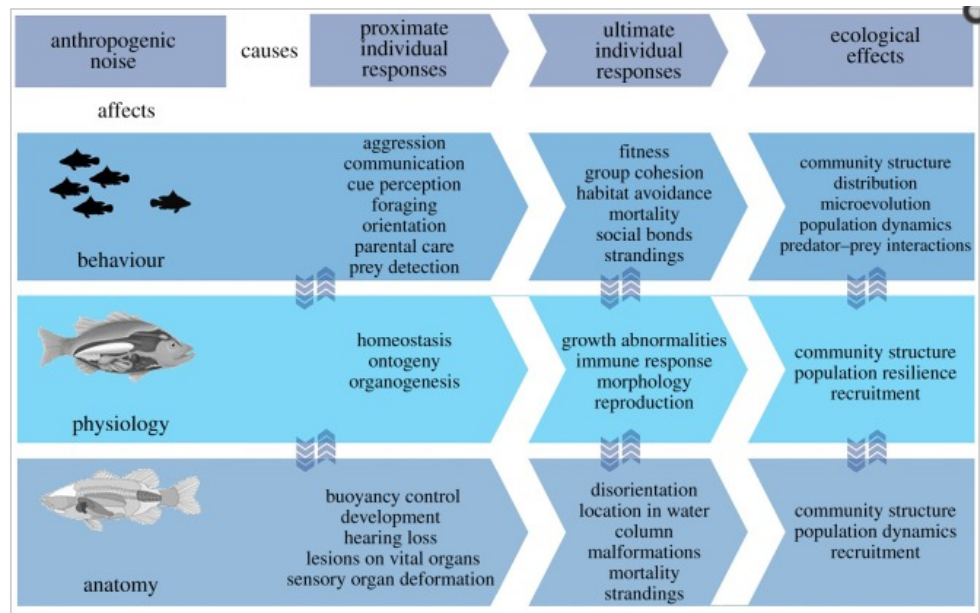 anthropogenic
noise
causes
proximate
individual
responses
ultimate
individual
responses
ecological
effects
affects
behaviour
aggression
communication
cue perception
foraging
orientation
parental care
prey detection
fitness
group cohesion
habitat avoidance
mortality
social bonds
strandings
community structure
distribution
microevolution
population dynamics
predator–prey interactions
physiology
homeostasis
ontogeny
organogenesis
growth abnormalities
immune response
morphology
reproduction
community structure
population resilience
recruitment
anatomy
buoyancy control
development
hearing loss
lesions on vital organs
sensory organ deformation
disorientation
location in water
column
malformations
mortality
strandings
community structure
population dynamics
recruitment